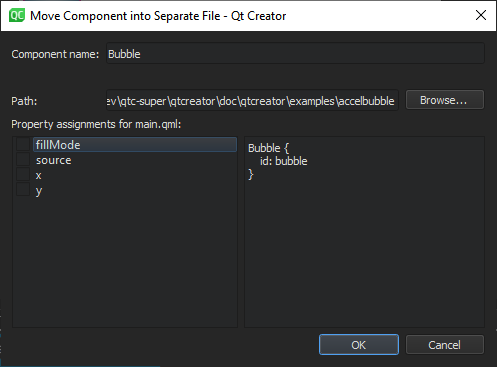 QC Move Component into Separate File - Qt Creator
Component name: Bubble
Path: ev\qtc-super\qtcreator\doc\qtcreator\examples\accelbubble Browse...
Property assignments for main.qml:
fillMode
source
x
y
Bubble {
id: bubble
}
OK Cancel